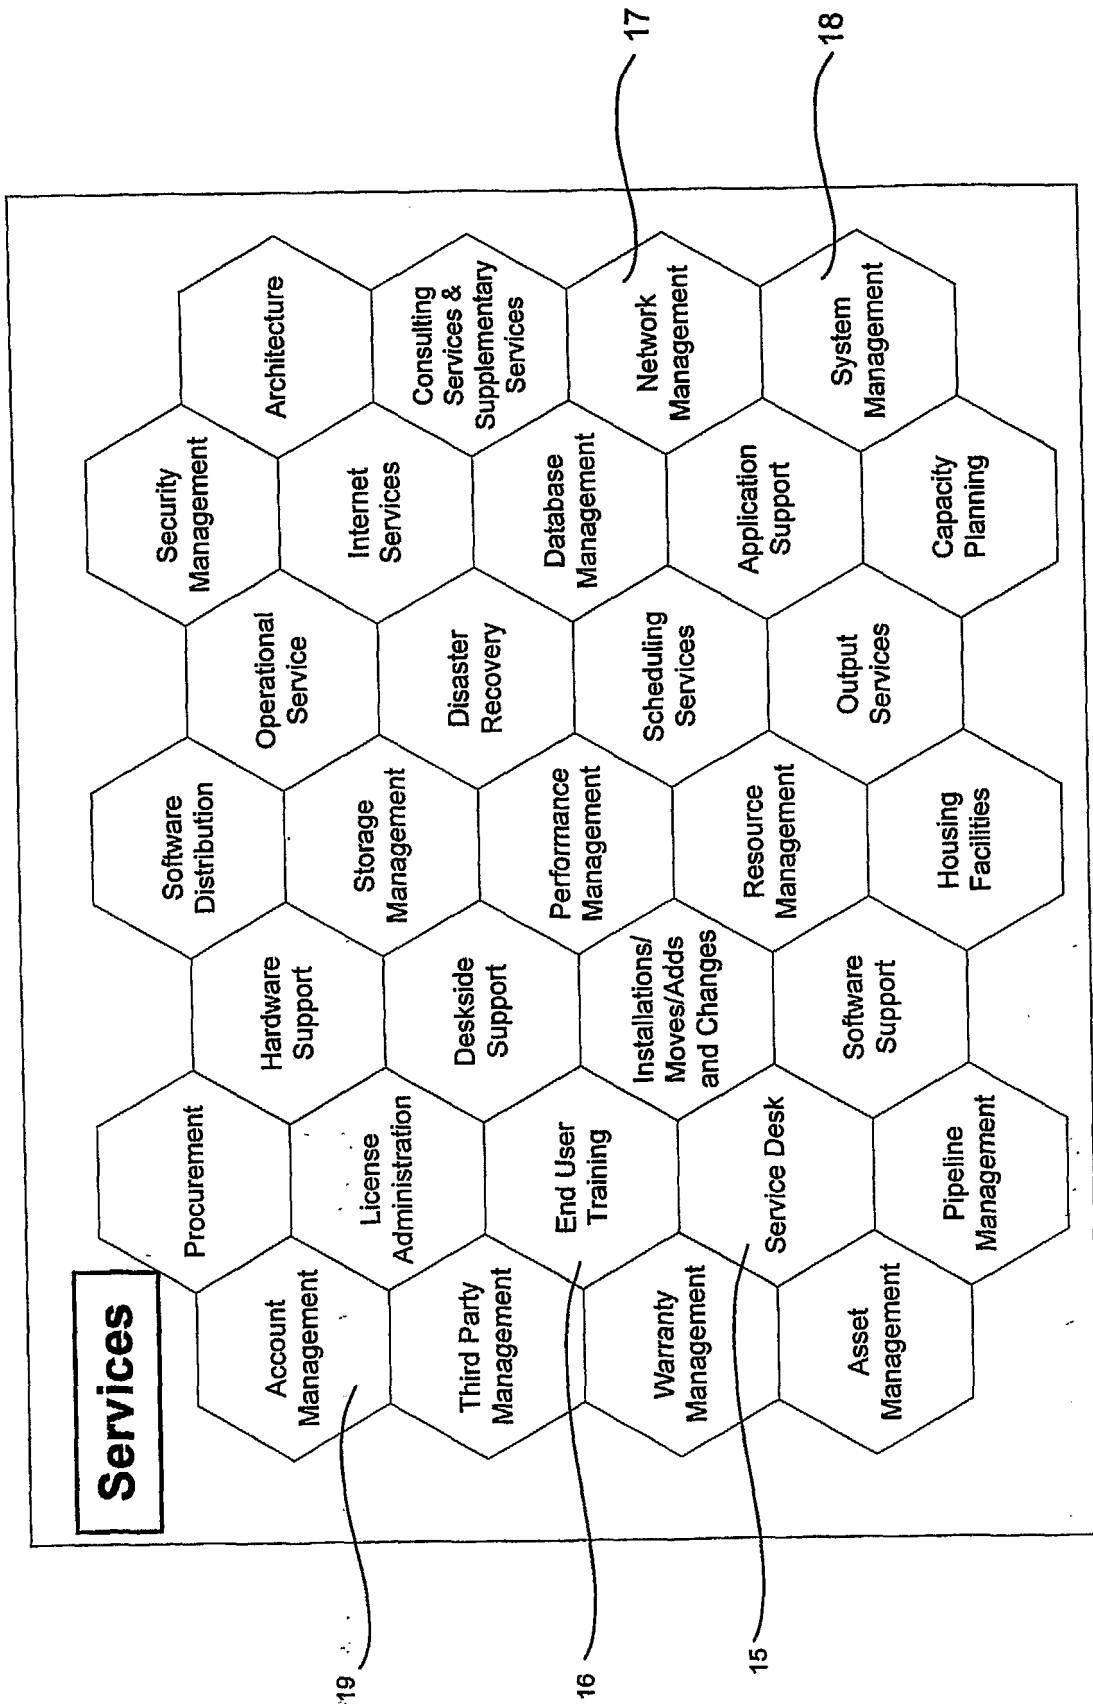 Services
Account
Management
Third Party
Management
Warranty
Management
Asset
Management
Procurement
License
Administration
End User
Training
Service Desk
Pipeline
Management
Hardware
Support
Deskside
Support
Installations/
Moves/Adds
and Changes
Software
Support
Software
Distribution
Storage
Management
Performance
Management
Resource
Management
Housing
Facilities
Operational
Service
Disaster
Recovery
Scheduling
Services
Output
Services
Security
Management
Internet
Services
Database
Management
Application
Support
Capacity
Planning
Architecture
Consulting
Services &
Supplementary
Services
Network
Management
System
Management
19
16
15
17
18